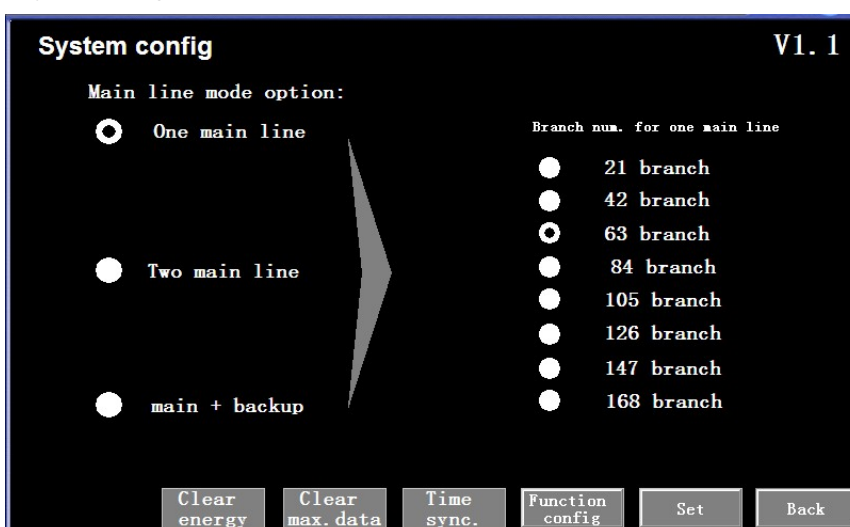 System config
V1.1
Main line mode option:
One main line
Two main line
main + backup
Branch num. for one main line
21 branch
42 branch
63 branch
84 branch
105 branch
126 branch
147 branch
168 branch
Clear
energy
Clear
max.data
Time
sync.
Function
config
Set
Back